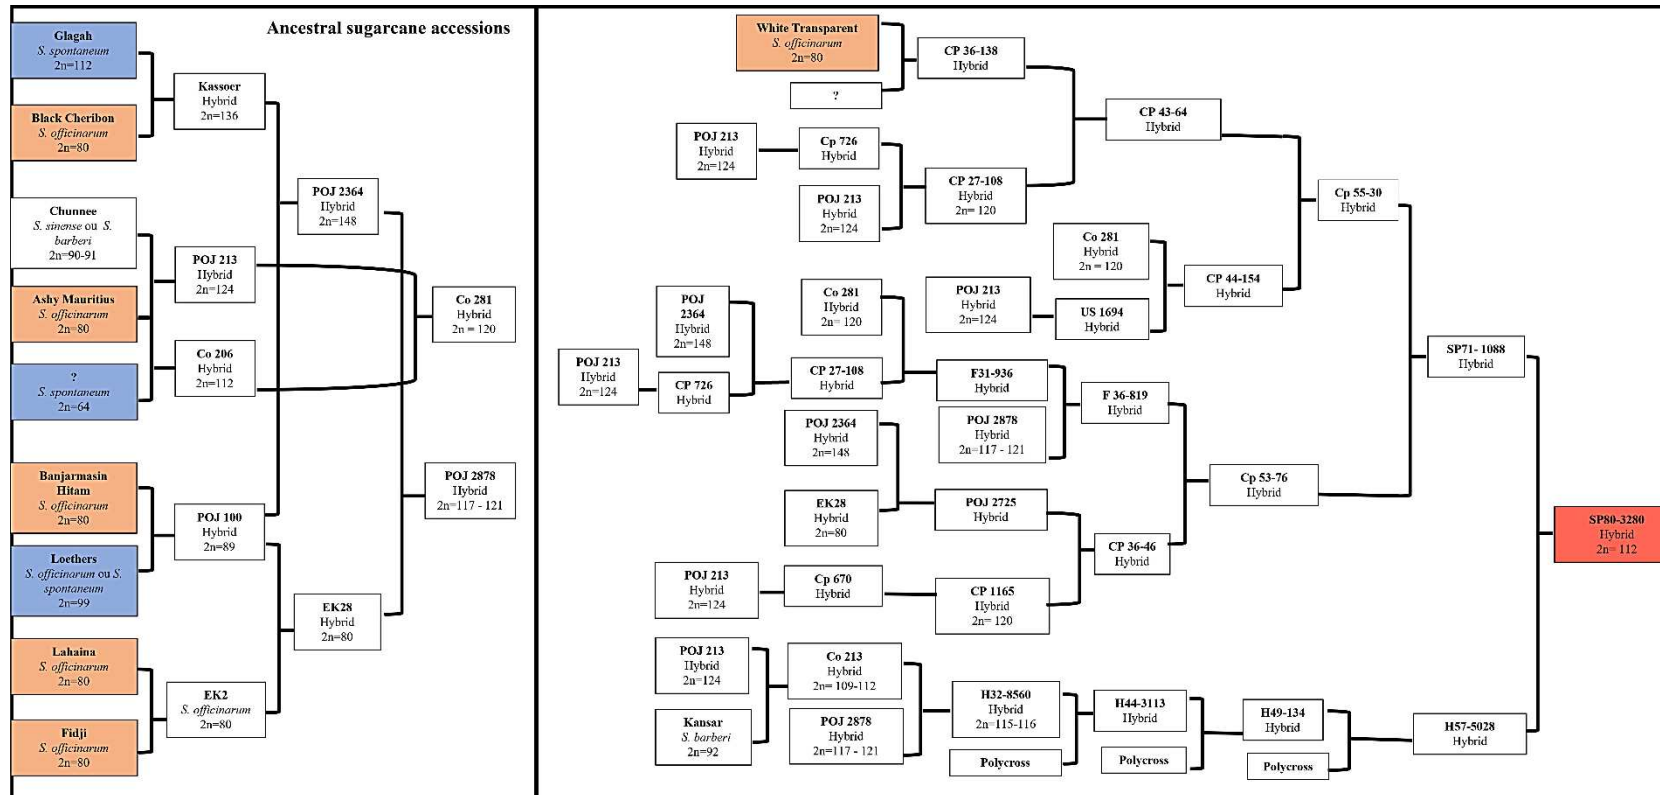 Ancestral sugarcane accessions
Glagah
S. spontaneum
2n=112
Black Cheribon
S. officinarum
2n=80
Kassoer
Hybrid
2n=136
Chunnee
S. sinense ou S.
barberi
2n=90-91
Ashy Mauritius
S. officinarum
2n=80
?
S. spontaneum
2n=64
POJ 213
Hybrid
2n=124
Co 206
Hybrid
2n=112
POJ 2364
Hybrid
2n=148
Co 281
Hybrid
2n = 120
Banjarmasin
Hitam
S. officinarum
2n=80
Loethers
S. officinarum ou S.
spontaneum
2n=99
POJ 100
Hybrid
2n=89
Lahaina
S. officinarum
2n=80
Fidji
S. officinarum
2n=80
EK2
S. officinarum
2n=80
EK28
Hybrid
2n=80
POJ 2878
Hybrid
2n=117 - 121
White Transparent
S. officinarum
2n=80
?
CP 36-138
Hybrid
POJ 213
Hybrid
2n=124
Cp 726
Hybrid
POJ 213
Hybrid
2n=124
CP 27-108
Hybrid
2n= 120
CP 43-64
Hybrid
Co 281
Hybrid
2n = 120
POJ 213
Hybrid
2n=124
US 1694
Hybrid
CP 44-154
Hybrid
Cp 55-30
Hybrid
POJ 213
Hybrid
2n=124
POJ
2364
Hybrid
2n=148
CP 726
Hybrid
Co 281
Hybrid
2n= 120
CP 27-108
Hybrid
F31-936
Hybrid
POJ 2878
Hybrid
2n=117 - 121
F 36-819
Hybrid
POJ 2364
Hybrid
2n=148
EK28
Hybrid
2n=80
POJ 2725
Hybrid
POJ 213
Hybrid
2n=124
Cp 670
Hybrid
CP 1165
Hybrid
2n= 120
CP 36-46
Hybrid
Cp 53-76
Hybrid
SP71- 1088
Hybrid
POJ 213
Hybrid
2n=124
Kansar
S. barberi
2n=92
Co 213
Hybrid
2n= 109-112
POJ 2878
Hybrid
2n=117 - 121
H32-8560
Hybrid
2n=115-116
Polycross
H44-3113
Hybrid
Polycross
H49-134
Hybrid
Polycross
H57-5028
Hybrid
SP80-3280
Hybrid
2n= 112